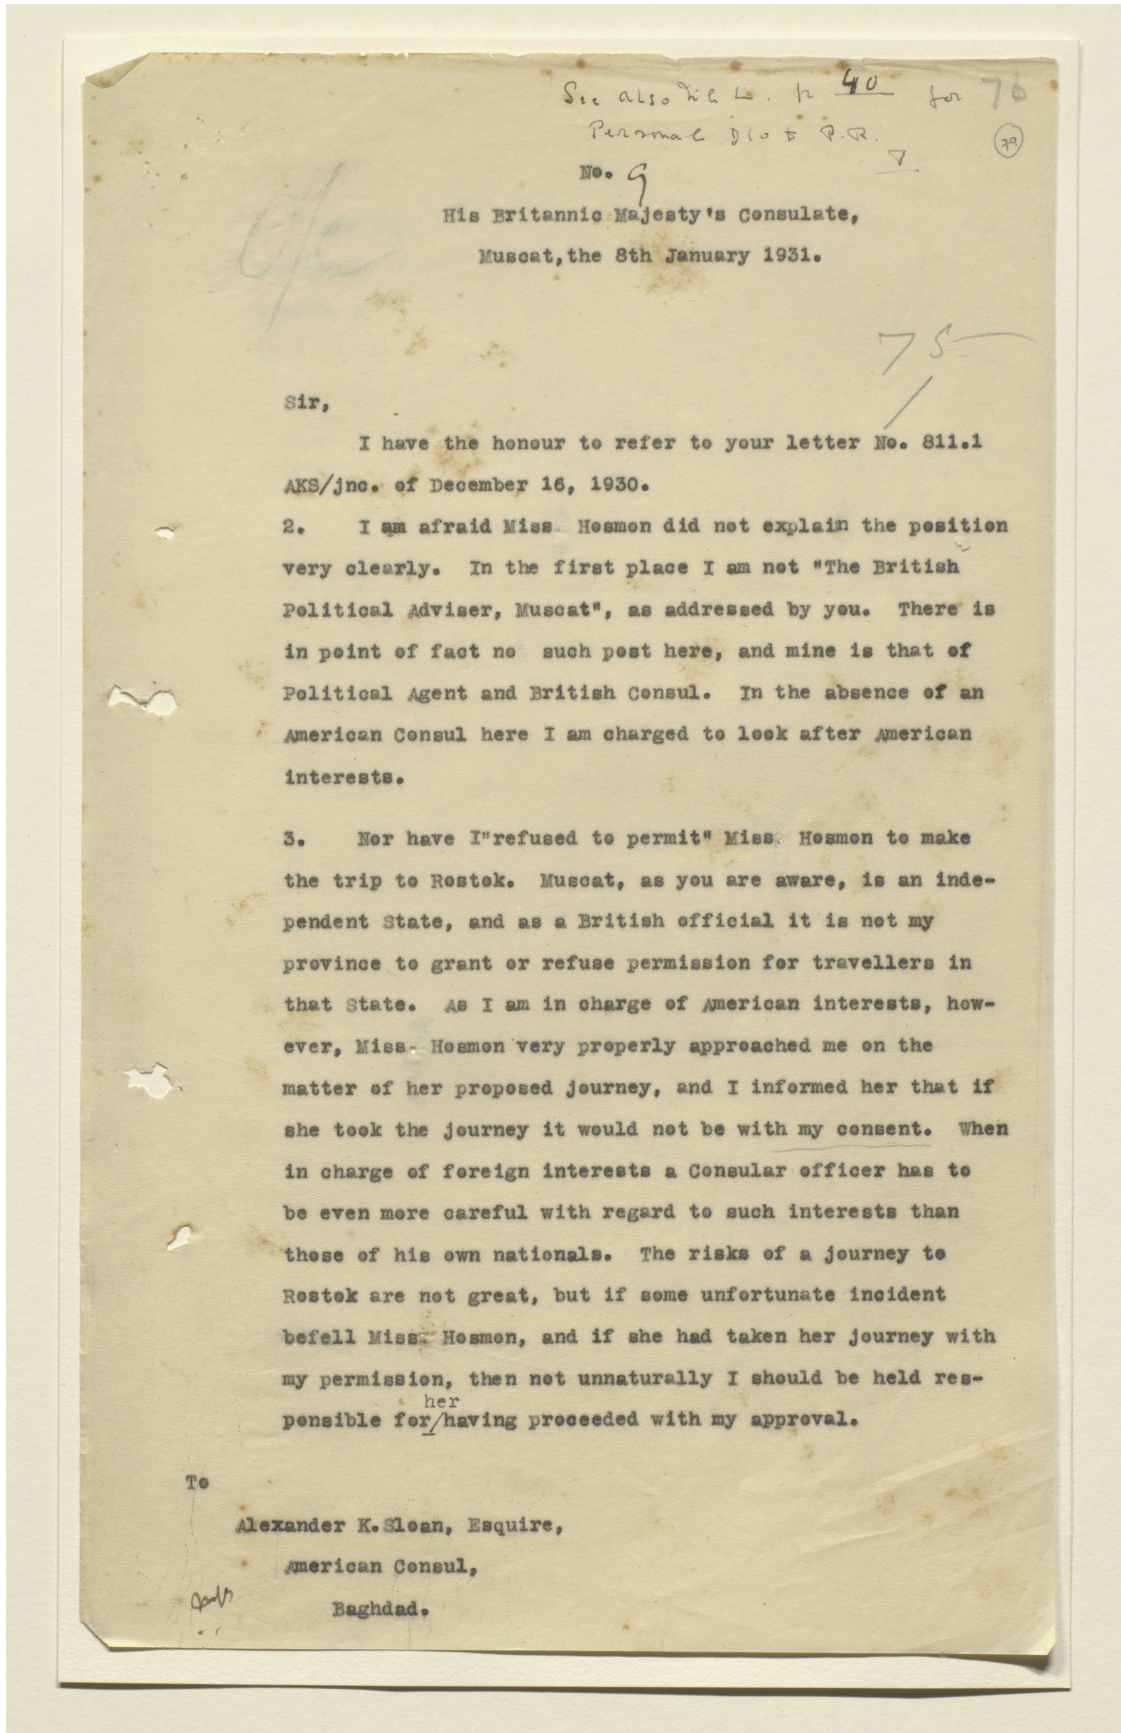 See also File L. p 40 for 76
Personal D/O to P.R.
79
No. 9
His Britannic Majesty's Consulate,
Muscat,the 8th January 1931.
75
Sir,
I have the honour to refer to your letter No. 811.1
AKS/jnc. of December 16, 1930.
2. I am afraid Miss Hosmon did not explain the position
very clearly. In the first place I am not "The British
Political Adviser, Muscat", as addressed by you. There is
in point of fact no such post here, and mine is that of
Political Agent and British Consul. In the absence of an
American Consul here I am charged to look after American
interests.
3. Nor have I"refused to permit" Miss Hosmon to make
the trip to Rostok. Muscat, as you are aware, is an inde-
pendent State, and as a British official it is not my
province to grant or refuse permission for travellers in
that State. As I am in charge of American interests, how-
ever, Miss Hosmon very properly approached me on the
matter of her proposed journey, and I informed her that if
she took the journey it would not be with my consent. When
in charge of foreign interests a Consular officer has to
be even more careful with regard to such interests than
those of his own nationals. The risks of a journey to
Rostok are not great, but if some unfortunate incident
befell Miss Hosmon, and if she had taken her journey with
my permission, then not unnaturally I should be held res-
her
ponsible for/having proceeded with my approval.
To
Alexander K.Sloan, Esquire,
American Consul,
Baghdad.